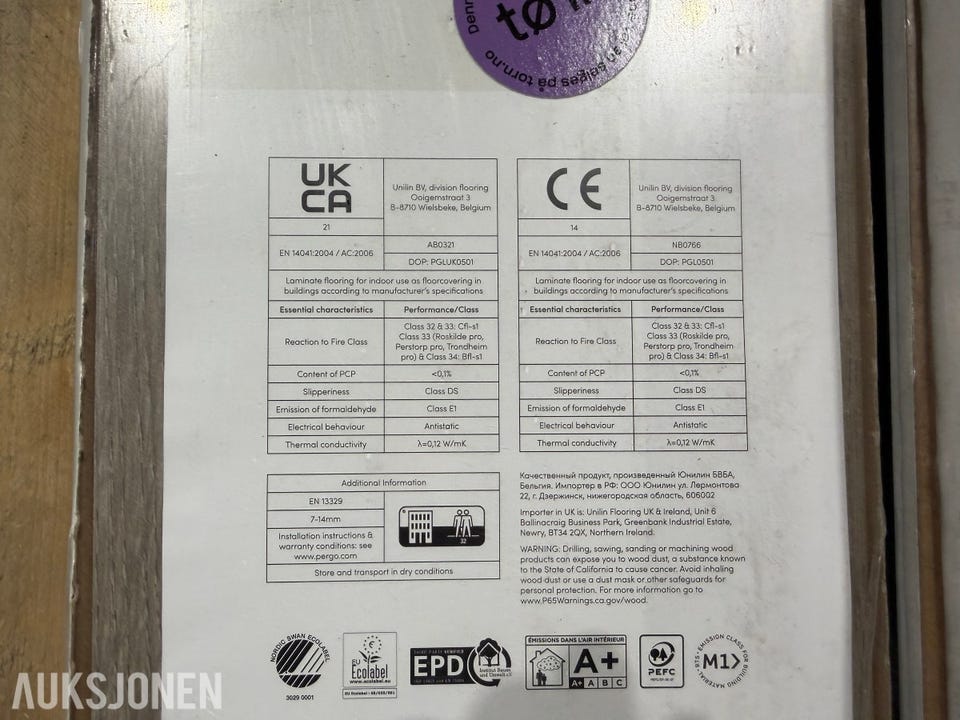 Denn
tø
an selges på torn.no
UK
CA
Unilin BV, division flooring
Ooigemstraat 3
B-8710 Wielsbeke, Belgium
21
EN 14041:2004 / AC:2006
AB0321
DOP: PGLUK0501
Laminate flooring for indoor use as floorcovering in
buildings according to manufacturer's specifications
Essential characteristics Performance/Class
Reaction to Fire Class
Class 32 & 33: Cfl-s1
Class 33 (Roskilde pro,
Perstorp pro, Trondheim
pro) & Class 34: Bfl-s1
Content of PCP <0,1%
Slipperiness Class DS
Emission of formaldehyde Class E1
Electrical behaviour Antistatic
Thermal conductivity λ=0,12 W/mK
CE
Unilin BV, division flooring
Ooigemstraat 3
B-8710 Wielsbeke, Belgium
14
EN 14041:2004 / AC:2006
NB0766
DOP: PGL0501
Laminate flooring for indoor use as floorcovering in
buildings according to manufacturer's specifications
Essential characteristics Performance/Class
Reaction to Fire Class
Class 32 & 33: Cfl-s1
Class 33 (Roskilde pro,
Perstorp pro, Trondheim
pro) & Class 34: Bfl-s1
Content of PCP <0,1%
Slipperiness Class DS
Emission of formaldehyde Class E1
Electrical behaviour Antistatic
Thermal conductivity λ=0,12 W/mK
Additional Information
EN 13329
7-14mm
Installation instructions &
warranty conditions: see
www.pergo.com
32
Store and transport in dry conditions
Качественный продукт, произведенный Юнилин БВБА,
Бельгия. Импортер в РФ: ООО Юнилин ул. Лермонтова
22, г. Дзержинск, нижегородская область, 606002
Importer in UK is: Unilin Flooring UK & Ireland, Unit 6
Ballinacraig Business Park, Greenbank Industrial Estate,
Newry, BT34 2QX, Northern Ireland.
WARNING: Drilling, sawing, sanding or machining wood
products can expose you to wood dust, a substance known
to the State of California to cause cancer. Avoid inhaling
wood dust or use a dust mask or other safeguards for
personal protection. For more information go to
www.P65Warnings.ca.gov/wood.
NORDIC SWAN ECOLABEL
3029 0001
EU
Ecolabel
www.ecolabel.eu
THIRD PARTY VERIFIED
EPD
Institut Bauen
und Umwelt e.V.
ÉMISSIONS DANS L'AIR INTÉRIEUR
A+
A+ A B C
PEFC
M1
RTS · EMISSION CLASS FOR BUILDING MATERIAL
AUKSJONEN